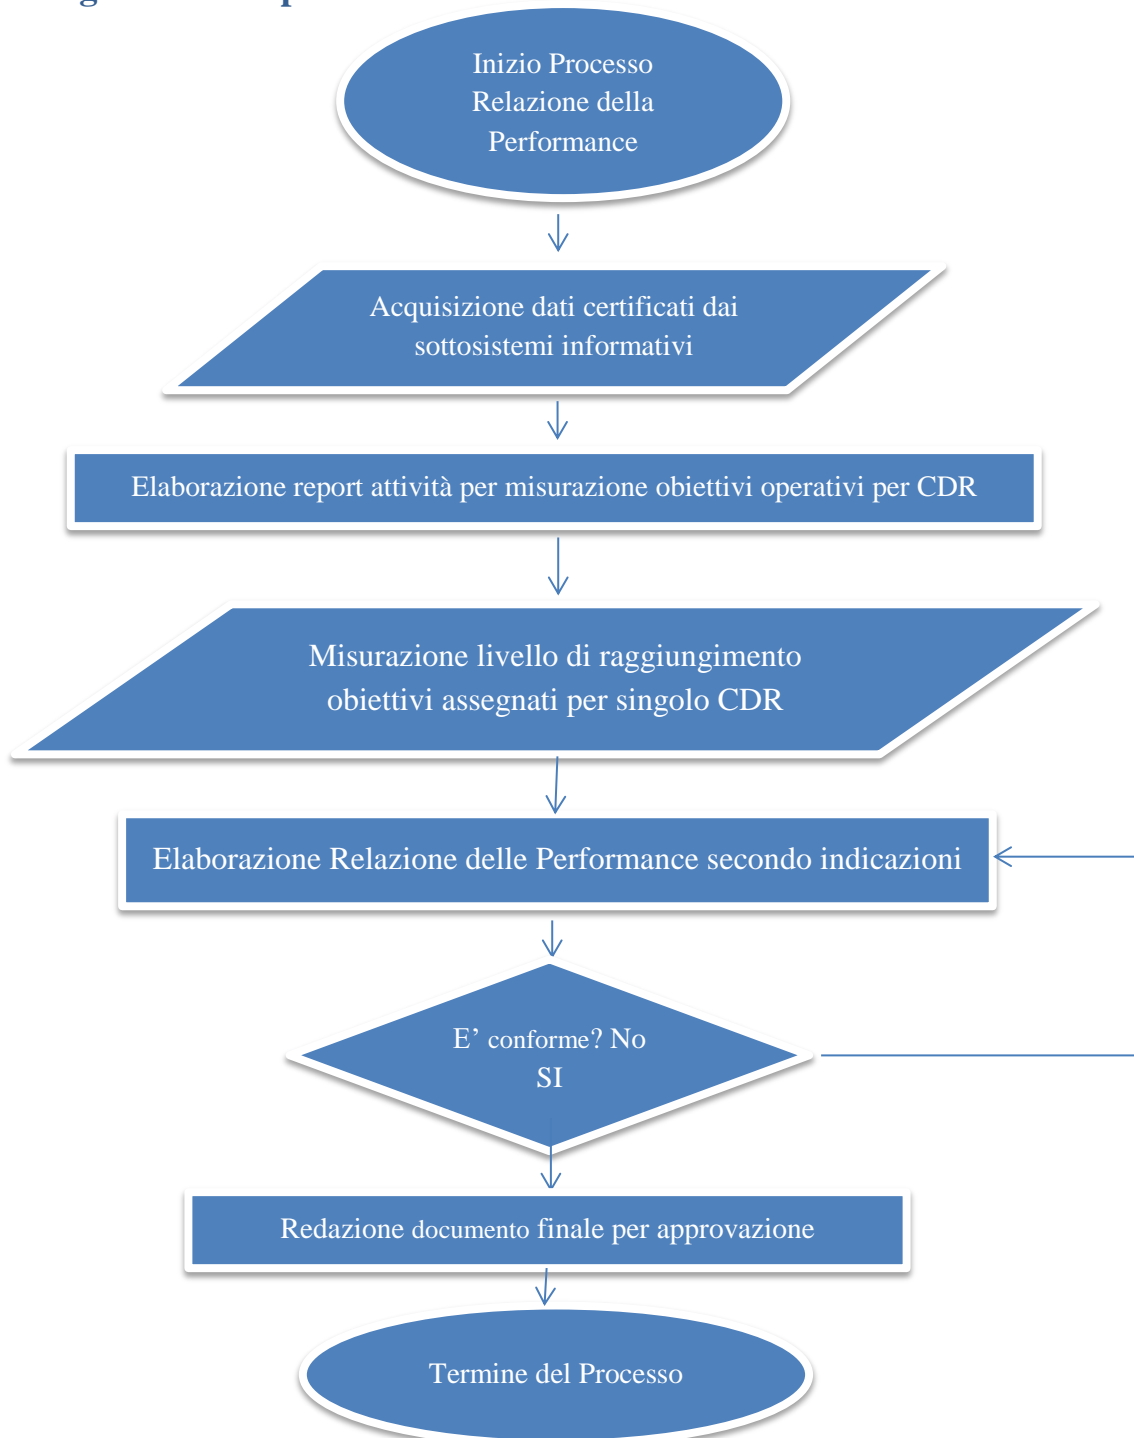 Inizio Processo
Relazione della
Performance
Acquisizione dati certificati dai
sottosistemi informativi
Elaborazione report attività per misurazione obiettivi operativi per CDR
Misurazione livello di raggiungimento
obiettivi assegnati per singolo CDR
Elaborazione Relazione delle Performance secondo indicazioni
E’ conforme? No
SI
Redazione documento finale per approvazione
Termine del Processo